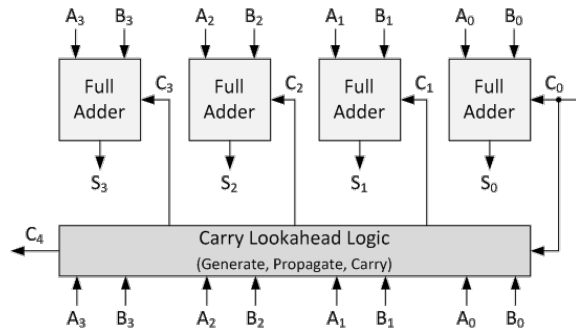 A₃ B₃ A₂ B₂ A₁ B₁ A₀ B₀
Full Adder C₃ Full Adder C₂ Full Adder C₁ Full Adder C₀
S₃ S₂ S₁ S₀
C₄ Carry Lookahead Logic
(Generate, Propagate, Carry)
A₃ B₃ A₂ B₂ A₁ B₁ A₀ B₀